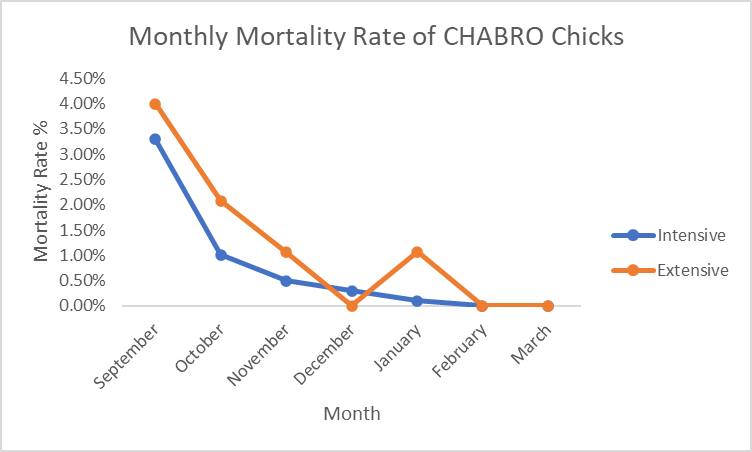 Monthly Mortality Rate of CHABRO Chicks
Mortality Rate %
4.50%
4.00%
3.50%
3.00%
2.50%
2.00%
1.50%
1.00%
0.50%
0.00%
September
October
November
December
January
February
March
Month
Intensive
Extensive